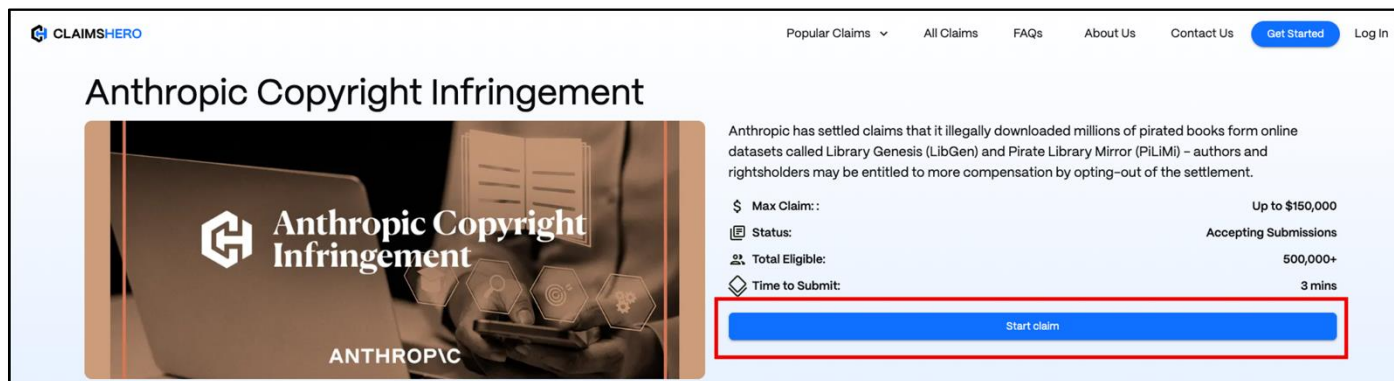 CLAIMSHERO
Popular Claims
All Claims
FAQs
About Us
Contact Us
Get Started
Log In
Anthropic Copyright Infringement
Anthropic Copyright
Infringement
ANTHROP\C
Anthropic has settled claims that it illegally downloaded millions of pirated books form online
datasets called Library Genesis (LibGen) and Pirate Library Mirror (PiLiMi) – authors and
rightsholders may be entitled to more compensation by opting-out of the settlement.
$ Max Claim: : Up to $150,000
Status: Accepting Submissions
Total Eligible: 500,000+
Time to Submit: 3 mins
Start claim